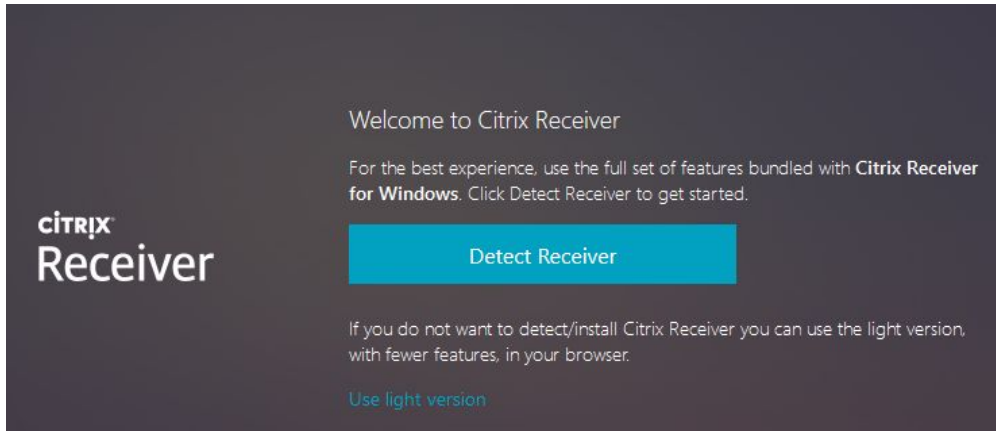 Welcome to Citrix Receiver
For the best experience, use the full set of features bundled with Citrix Receiver
for Windows. Click Detect Receiver to get started.
CİTRỊX
Receiver
Detect Receiver
If you do not want to detect/install Citrix Receiver you can use the light version,
with fewer features, in your browser.
Use light version